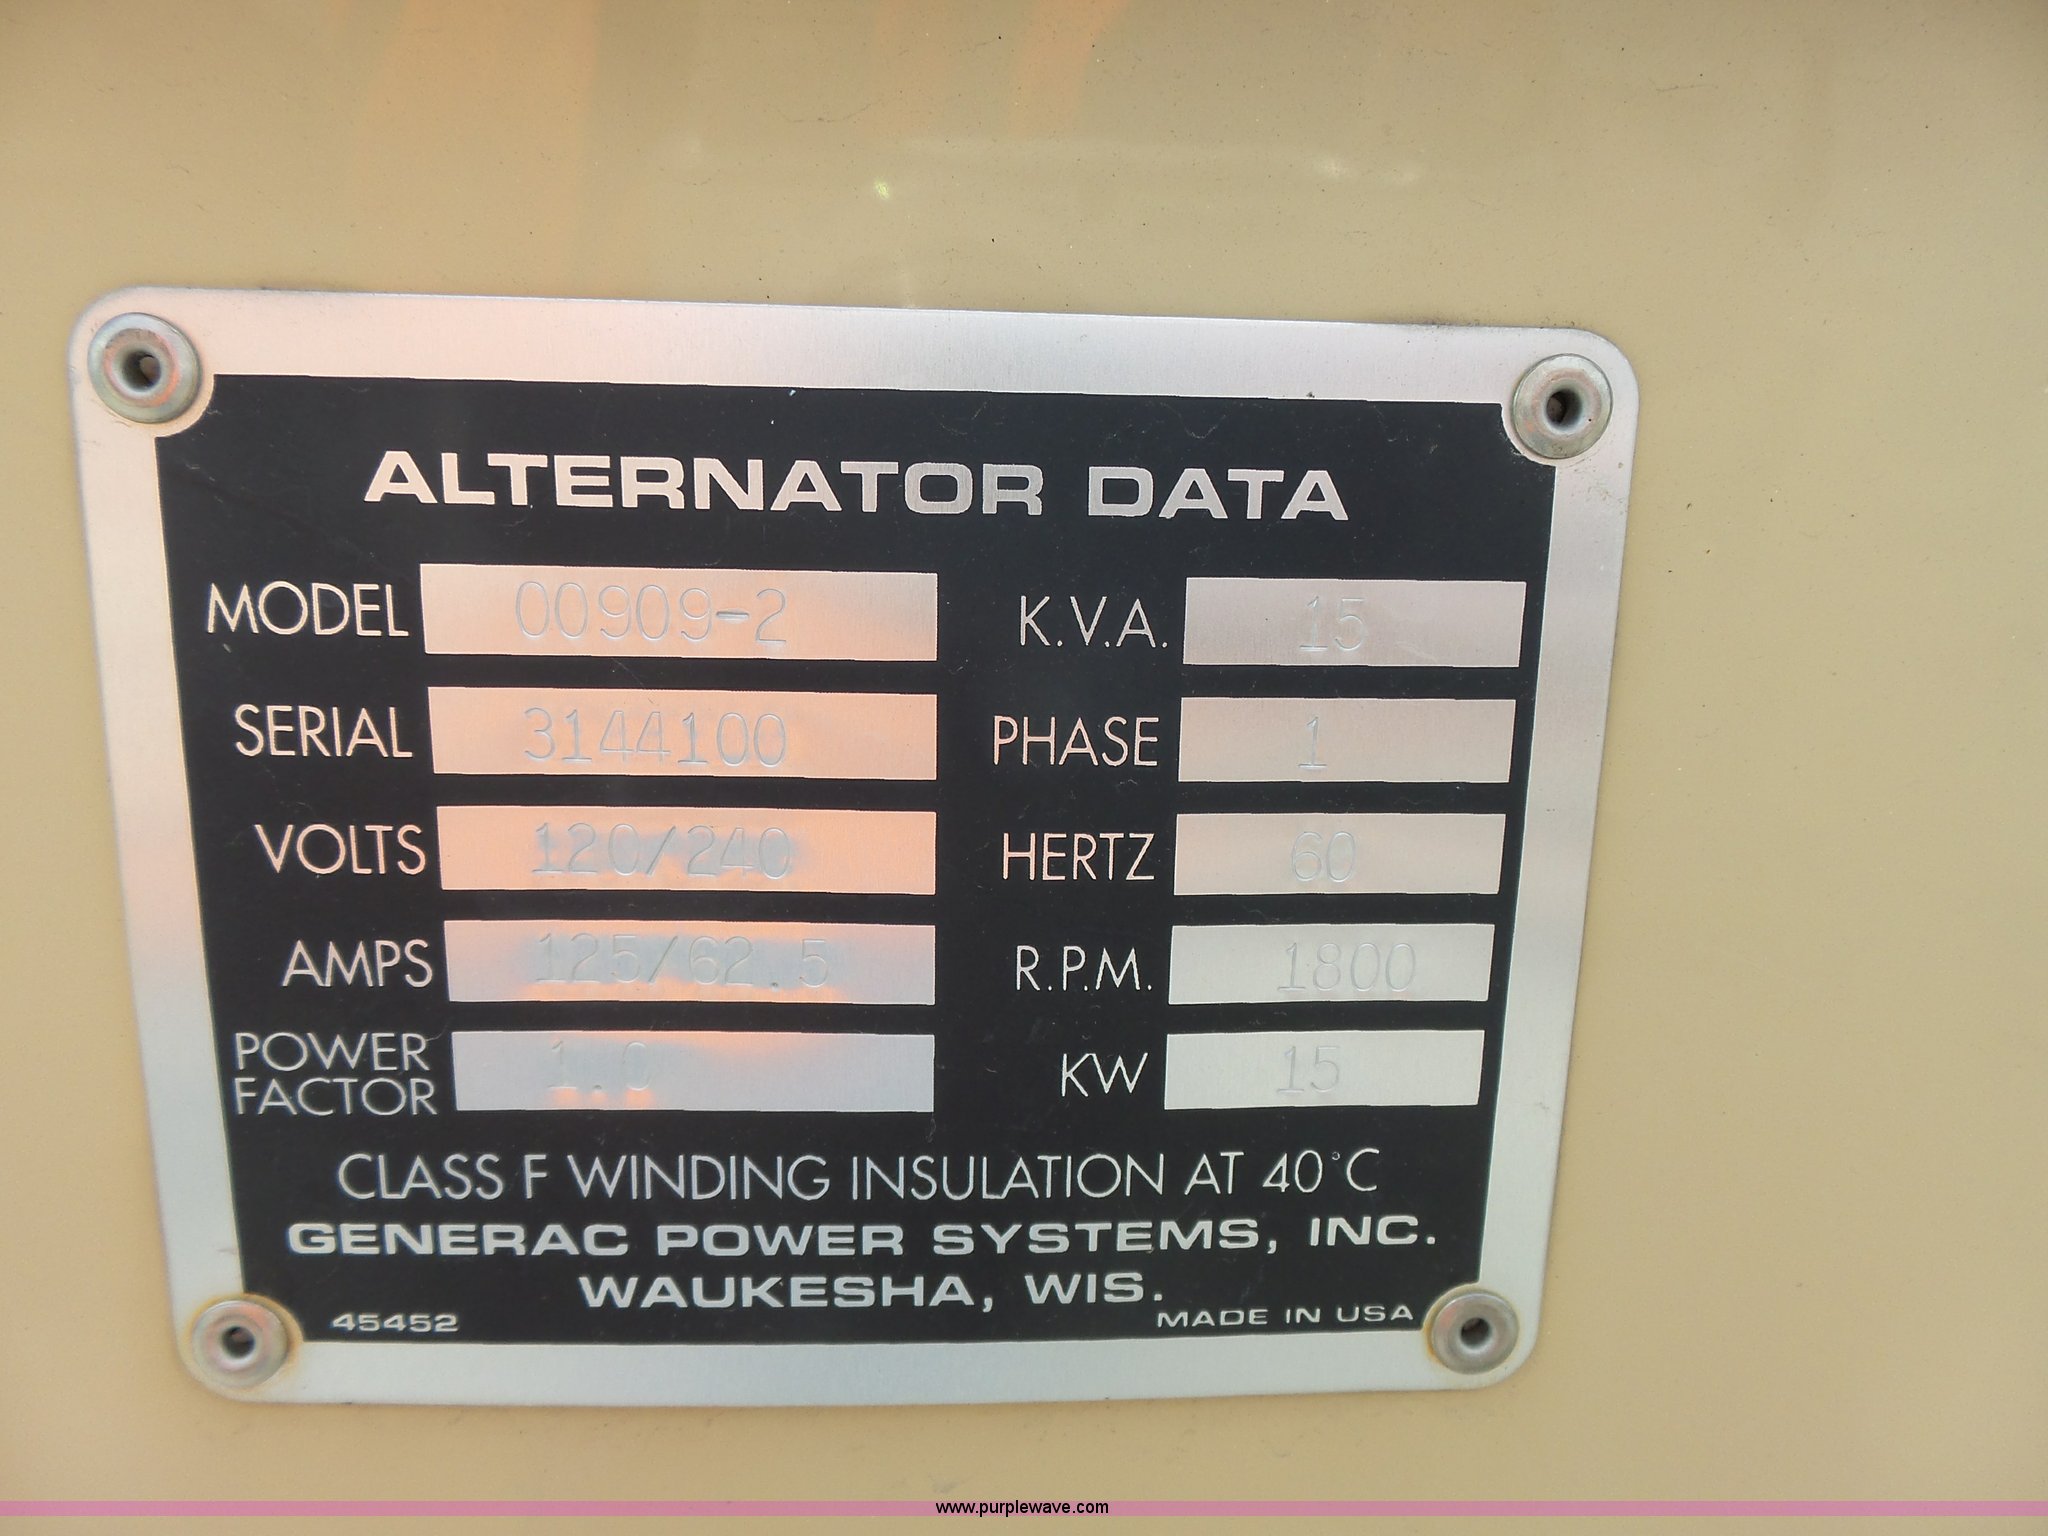 ALTERNATOR DATA
MODEL 00909-2 K.V.A. 15
SERIAL 3144100 PHASE 1
VOLTS 120/240 HERTZ 60
AMPS 125/62.5 R.P.M. 1800
POWER FACTOR 1.0 KW 15
CLASS F WINDING INSULATION AT 40°C
GENERAC POWER SYSTEMS, INC.
WAUKESHA, WIS.
45452 MADE IN USA
www.purplewave.com